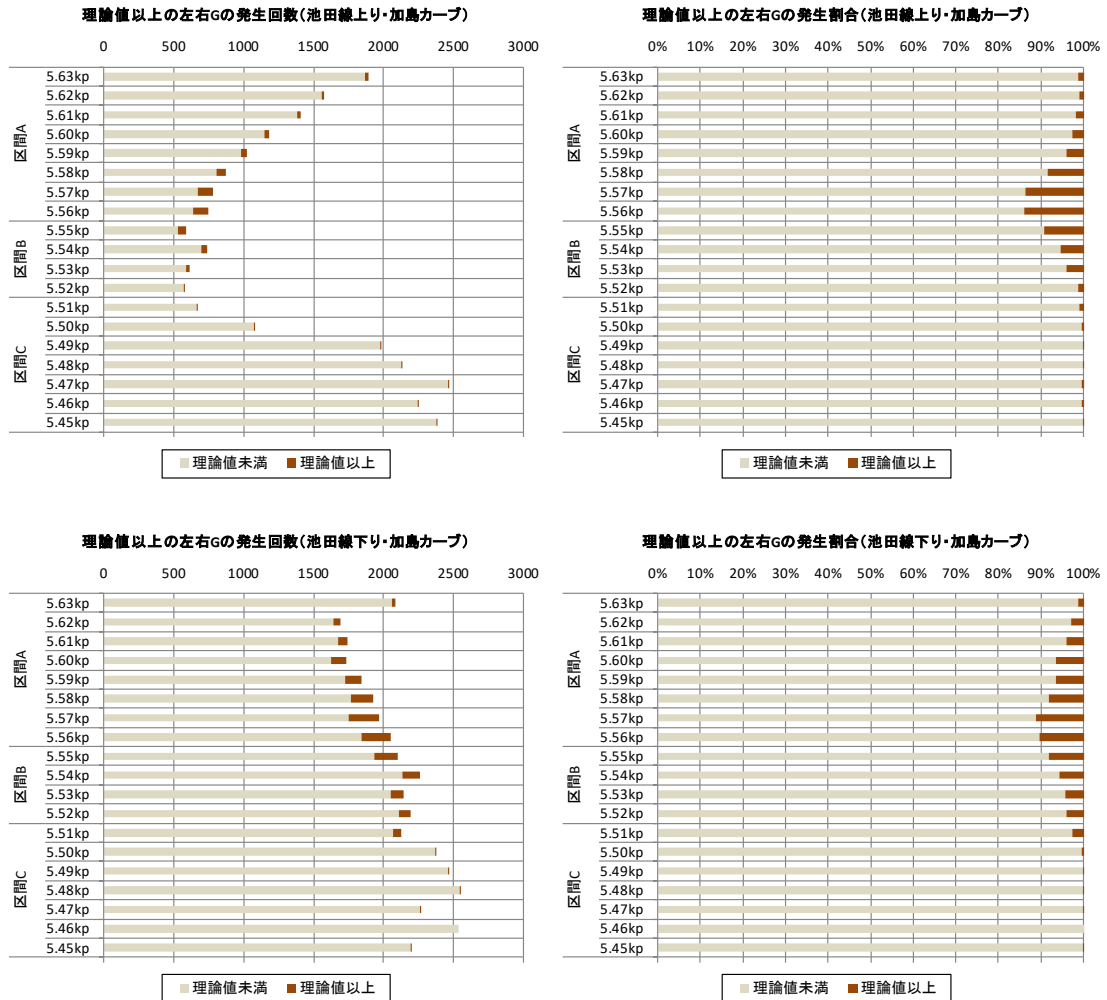 理論値以上の左右Gの発生回数(池田線上り・加島カーブ)
0 500 1000 1500 2000 2500 3000
区間A
5.63kp
5.62kp
5.61kp
5.60kp
5.59kp
5.58kp
5.57kp
5.56kp
区間B
5.55kp
5.54kp
5.53kp
5.52kp
区間C
5.51kp
5.50kp
5.49kp
5.48kp
5.47kp
5.46kp
5.45kp
理論値未満 理論値以上
理論値以上の左右Gの発生割合(池田線上り・加島カーブ)
0% 10% 20% 30% 40% 50% 60% 70% 80% 90% 100%
区間A
5.63kp
5.62kp
5.61kp
5.60kp
5.59kp
5.58kp
5.57kp
5.56kp
区間B
5.55kp
5.54kp
5.53kp
5.52kp
区間C
5.51kp
5.50kp
5.49kp
5.48kp
5.47kp
5.46kp
5.45kp
理論値未満 理論値以上
理論値以上の左右Gの発生回数(池田線下り・加島カーブ)
0 500 1000 1500 2000 2500 3000
区間A
5.63kp
5.62kp
5.61kp
5.60kp
5.59kp
5.58kp
5.57kp
5.56kp
区間B
5.55kp
5.54kp
5.53kp
5.52kp
区間C
5.51kp
5.50kp
5.49kp
5.48kp
5.47kp
5.46kp
5.45kp
理論値未満 理論値以上
理論値以上の左右Gの発生割合(池田線下り・加島カーブ)
0% 10% 20% 30% 40% 50% 60% 70% 80% 90% 100%
区間A
5.63kp
5.62kp
5.61kp
5.60kp
5.59kp
5.58kp
5.57kp
5.56kp
区間B
5.55kp
5.54kp
5.53kp
5.52kp
区間C
5.51kp
5.50kp
5.49kp
5.48kp
5.47kp
5.46kp
5.45kp
理論値未満 理論値以上